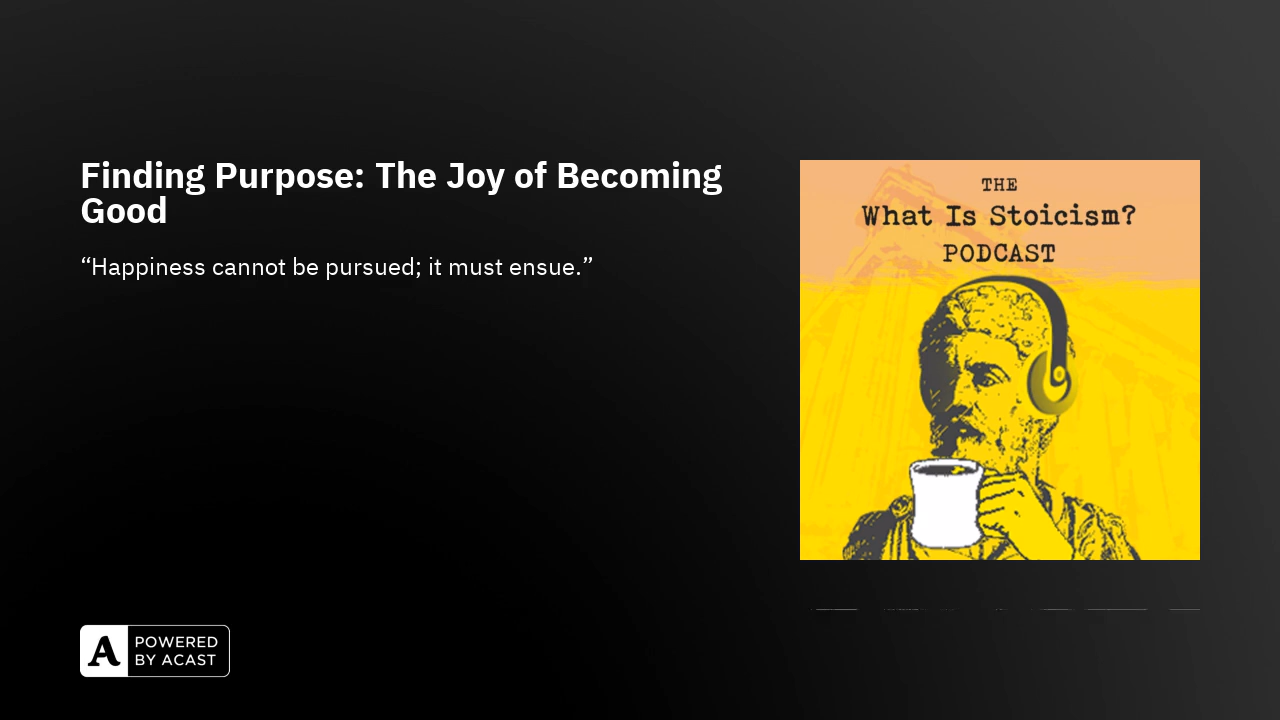 Finding Purpose: The Joy of Becoming
Good
“Happiness cannot be pursued; it must ensue.”
THE
What Is Stoicism?
PODCAST
A POWERED
BY ACAST